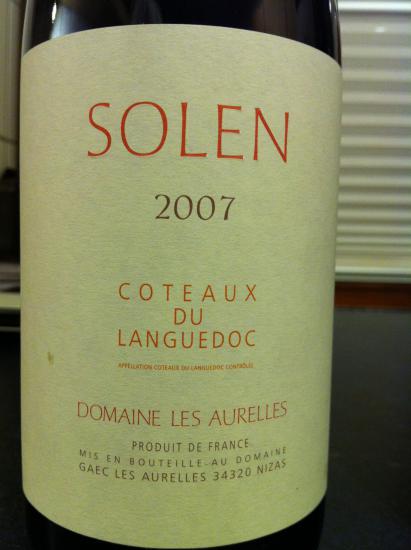 SOLEN
2007
COTEAUX
DU
LANGUEDOC
APPELLATION COTEAUX DU LANGUEDOC CONTRÔLÉE
DOMAINE LES AURELLES
PRODUIT DE FRANCE
MIS EN BOUTEILLE AU DOMAINE
GAEC LES AURELLES 34320 NIZAS